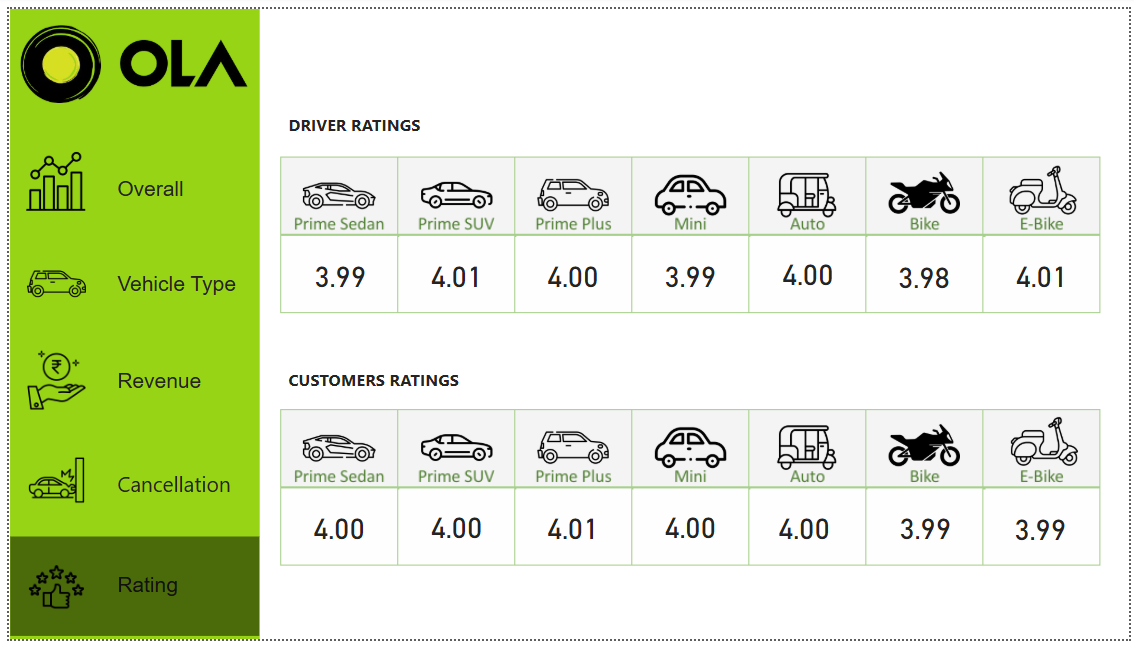 OLA
Overall
Vehicle Type
Revenue
Cancellation
Rating
DRIVER RATINGS
Prime Sedan Prime SUV Prime Plus Mini Auto Bike E-Bike
3.99 4.01 4.00 3.99 4.00 3.98 4.01
CUSTOMERS RATINGS
Prime Sedan Prime SUV Prime Plus Mini Auto Bike E-Bike
4.00 4.00 4.01 4.00 4.00 3.99 3.99